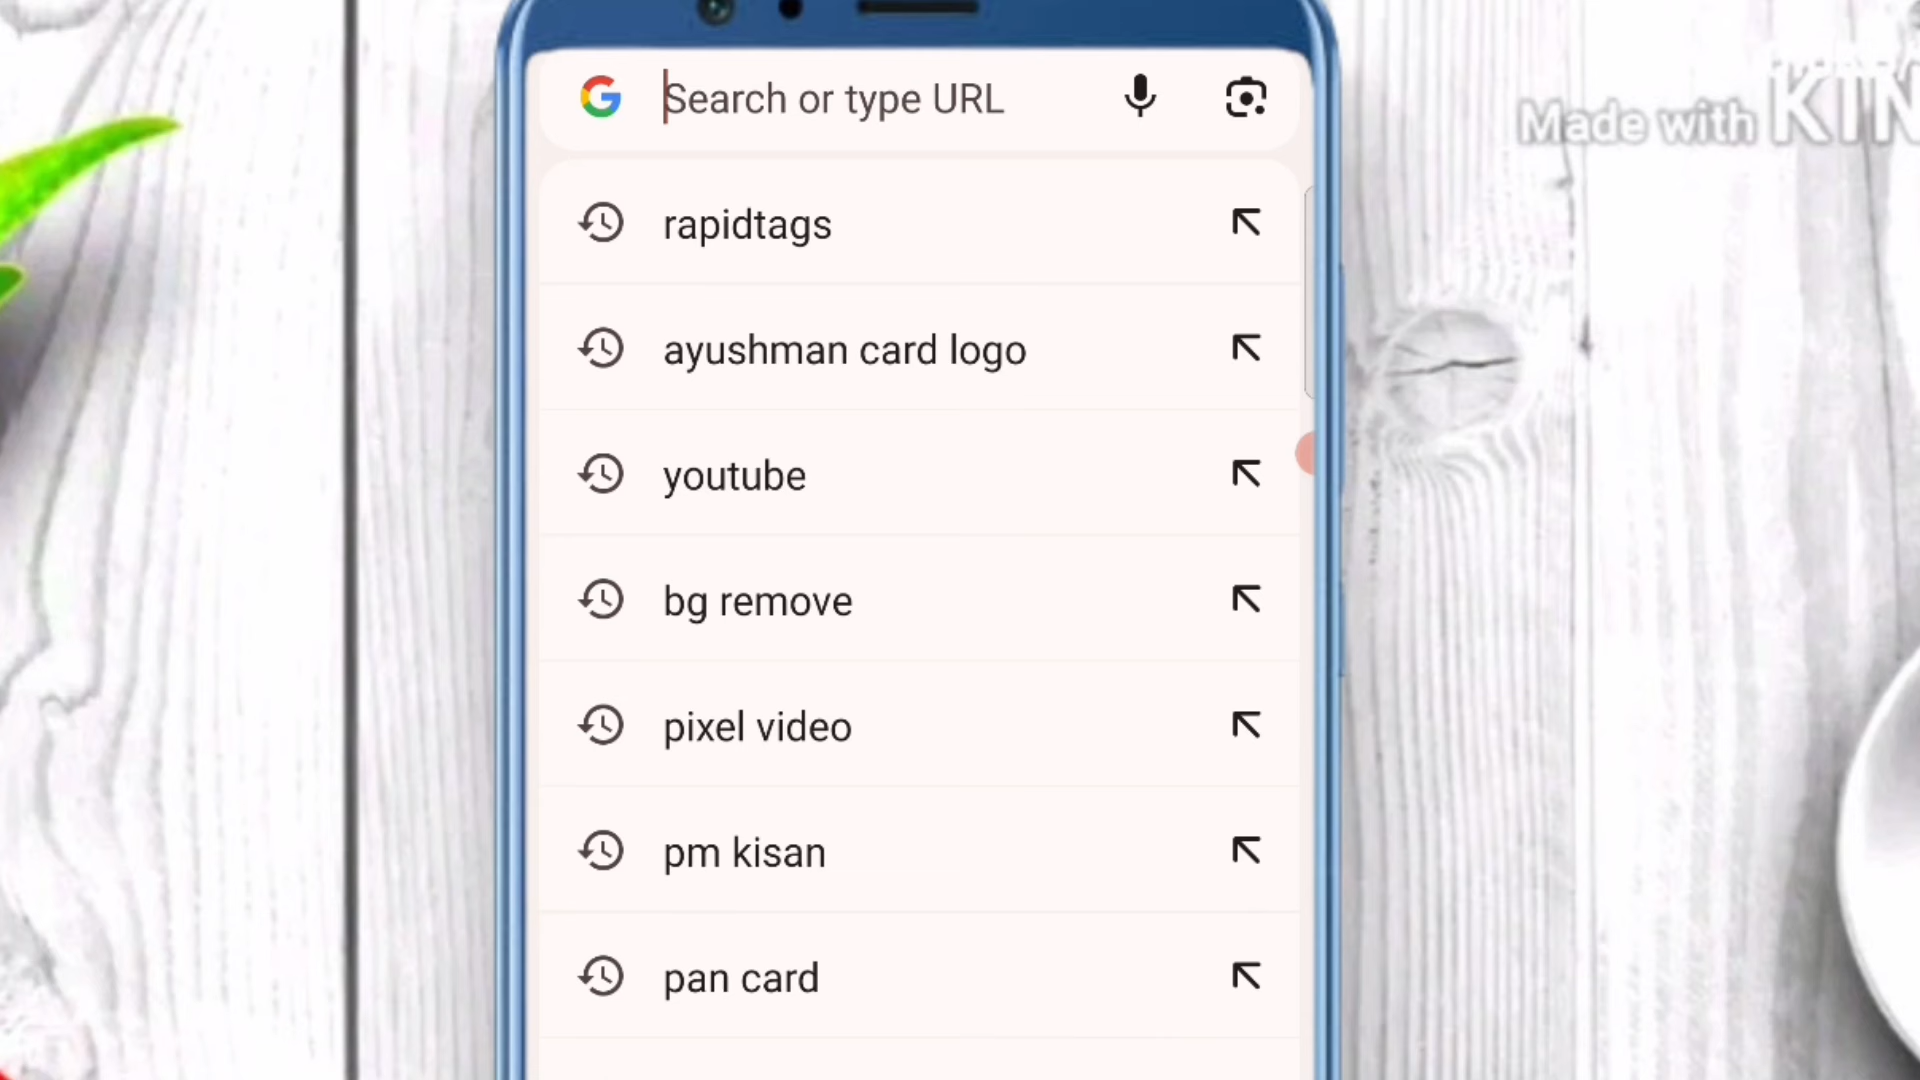 Search or type URL
Made with KIN
rapidtags
ayushman card logo
youtube
bg remove
pixel video
pm kisan
pan card